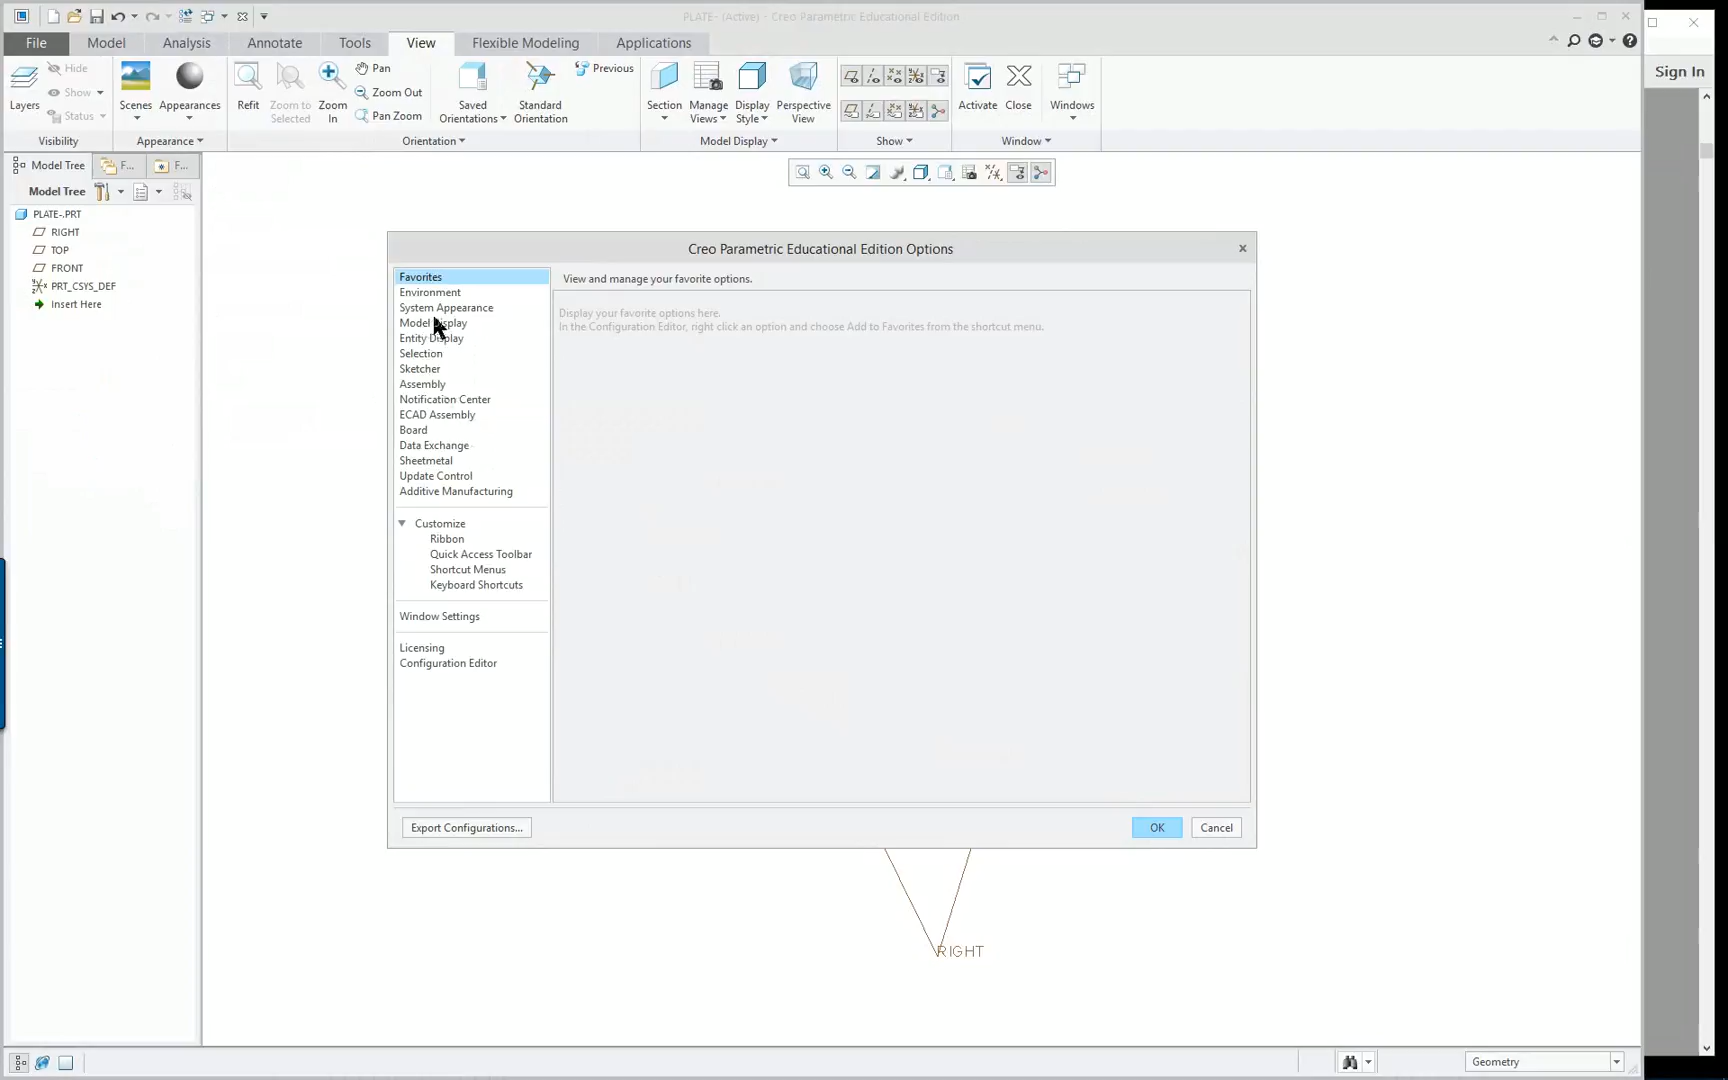 PLATE- (Active) - Creo Parametric Educational Edition
File Model Analysis Annotate Tools View Flexible Modeling Applications
Sign In
Layers
Hide
Show
Status
Visibility
Scenes
Appearances
Appearance
Refit
Zoom to Selected
Zoom In
Pan
Zoom Out
Pan Zoom
Saved Orientations
Standard Orientation
Previous
Orientation
Section
Manage Views
Display Style
Perspective View
Model Display
Show
Activate
Close
Windows
Window
Model Tree F... F...
Model Tree
PLATE-.PRT
RIGHT
TOP
FRONT
PRT_CSYS_DEF
Insert Here
Creo Parametric Educational Edition Options
Favorites
Environment
System Appearance
Model Display
Entity Display
Selection
Sketcher
Assembly
Notification Center
ECAD Assembly
Board
Data Exchange
Sheetmetal
Update Control
Additive Manufacturing
Customize
Ribbon
Quick Access Toolbar
Shortcut Menus
Keyboard Shortcuts
Window Settings
Licensing
Configuration Editor
View and manage your favorite options.
Display your favorite options here.
In the Configuration Editor, right click an option and choose Add to Favorites from the shortcut menu.
Export Configurations...
OK
Cancel
RIGHT
Geometry